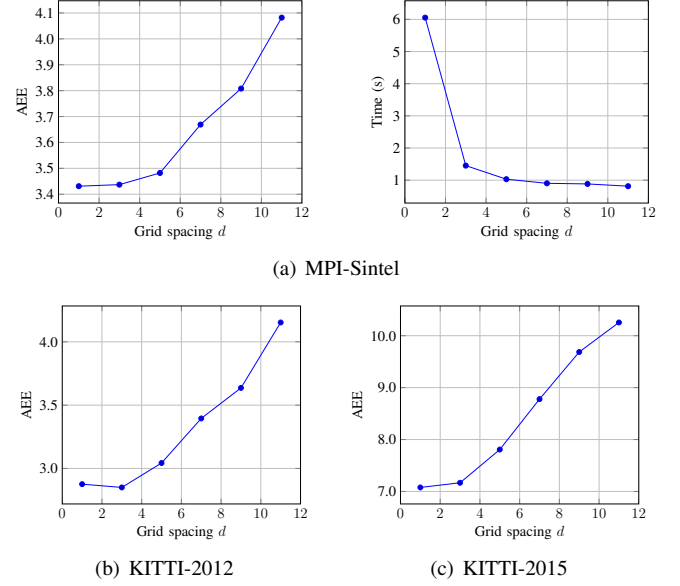 4.1
4.0
3.9
3.8
3.7
3.6
3.5
3.4
AEE
0 2 4 6 8 10 12
Grid spacing d
6
5
4
3
2
1
Time (s)
0 2 4 6 8 10 12
Grid spacing d
(a) MPI-Sintel
4.0
3.5
3.0
AEE
0 2 4 6 8 10 12
Grid spacing d
(b) KITTI-2012
10.0
9.0
8.0
7.0
AEE
0 2 4 6 8 10 12
Grid spacing d
(c) KITTI-2015